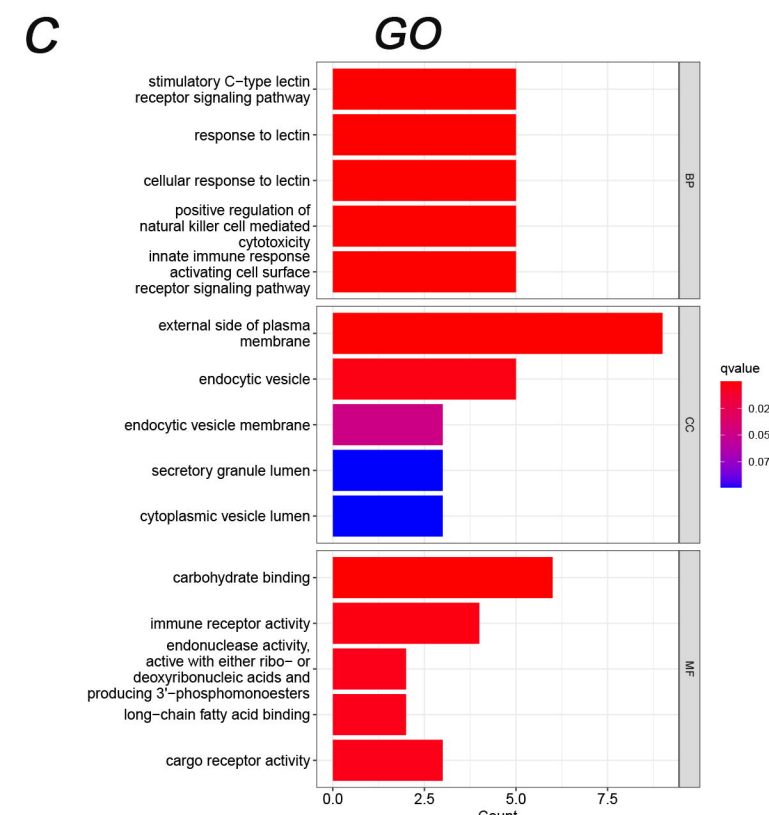 C
GO
stimulatory C−type lectin
receptor signaling pathway
response to lectin
cellular response to lectin
positive regulation of
natural killer cell mediated
cytotoxicity
innate immune response
activating cell surface
receptor signaling pathway
BP
external side of plasma
membrane
endocytic vesicle
endocytic vesicle membrane
secretory granule lumen
cytoplasmic vesicle lumen
CC
carbohydrate binding
immune receptor activity
endonuclease activity,
active with either ribo− or
deoxyribonucleic acids and
producing 3'−phosphomonoesters
long−chain fatty acid binding
cargo receptor activity
MF
0.0 2.5 5.0 7.5
Count
qvalue
0.02
0.05
0.07